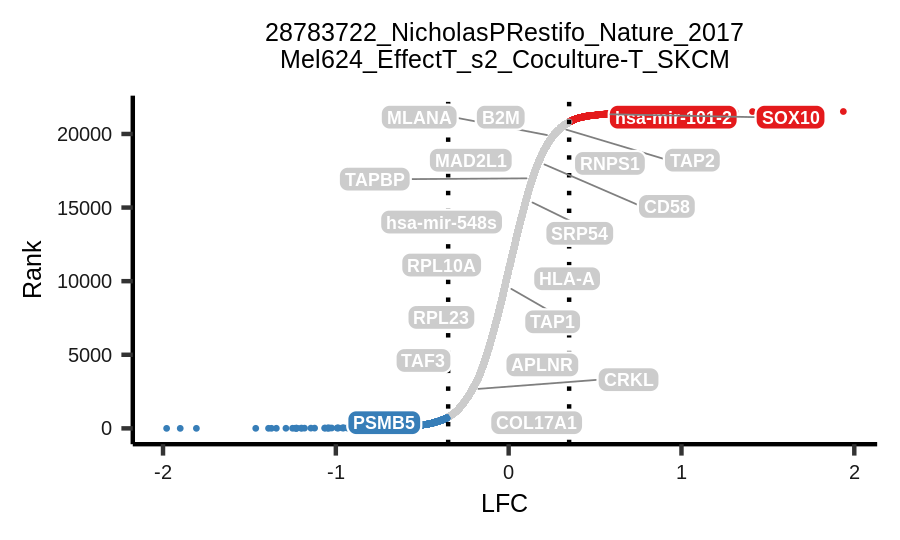 28783722_NicholasPRestifo_Nature_2017
Mel624_EffectT_s2_Coculture-T_SKCM
Rank
20000
15000
10000
5000
0
MLANA
B2M
hsa-mir-101-2
SOX10
MAD2L1
RNPS1
TAP2
TAPBP
CD58
hsa-mir-548s
SRP54
RPL10A
HLA-A
RPL23
TAP1
TAF3
APLNR
CRKL
PSMB5
COL17A1
-2
-1
0
1
2
LFC